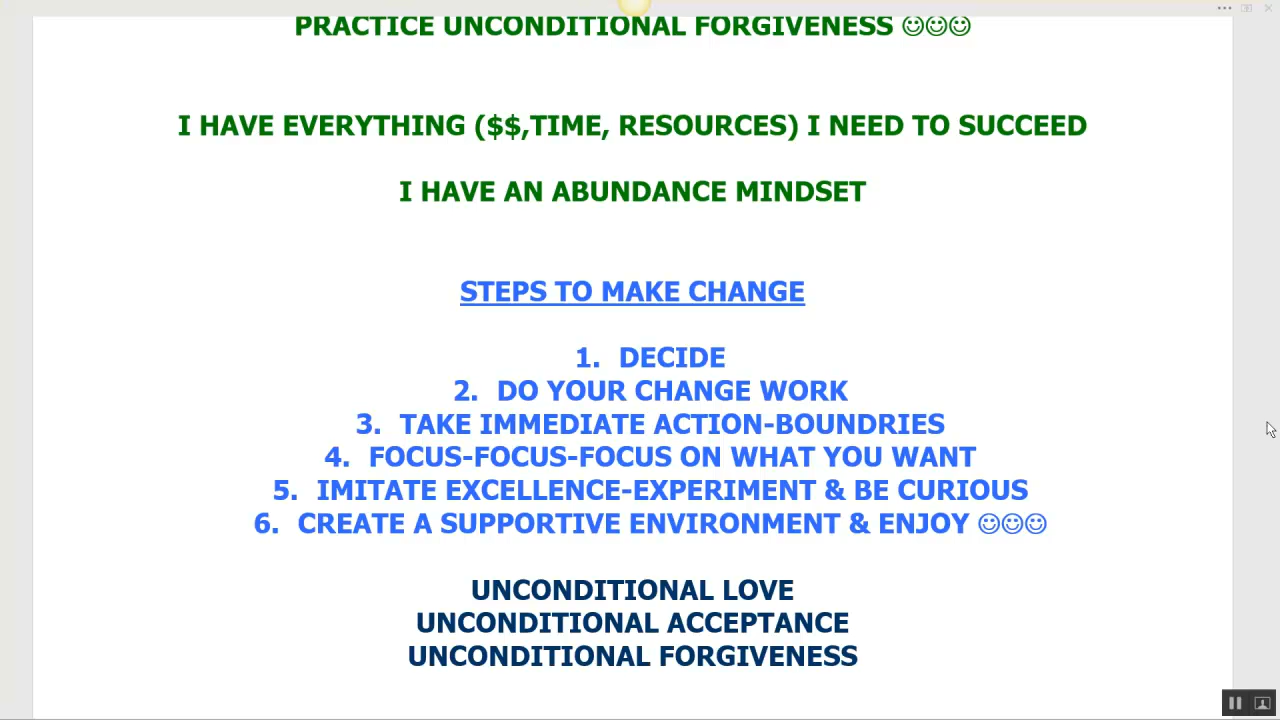 PRACTICE UNCONDITIONAL FORGIVENESS ☺☺☺
I HAVE EVERYTHING ($$,TIME, RESOURCES) I NEED TO SUCCEED
I HAVE AN ABUNDANCE MINDSET
STEPS TO MAKE CHANGE
1. DECIDE
2. DO YOUR CHANGE WORK
3. TAKE IMMEDIATE ACTION-BOUNDRIES
4. FOCUS-FOCUS-FOCUS ON WHAT YOU WANT
5. IMITATE EXCELLENCE-EXPERIMENT & BE CURIOUS
6. CREATE A SUPPORTIVE ENVIRONMENT & ENJOY ☺☺☺
UNCONDITIONAL LOVE
UNCONDITIONAL ACCEPTANCE
UNCONDITIONAL FORGIVENESS